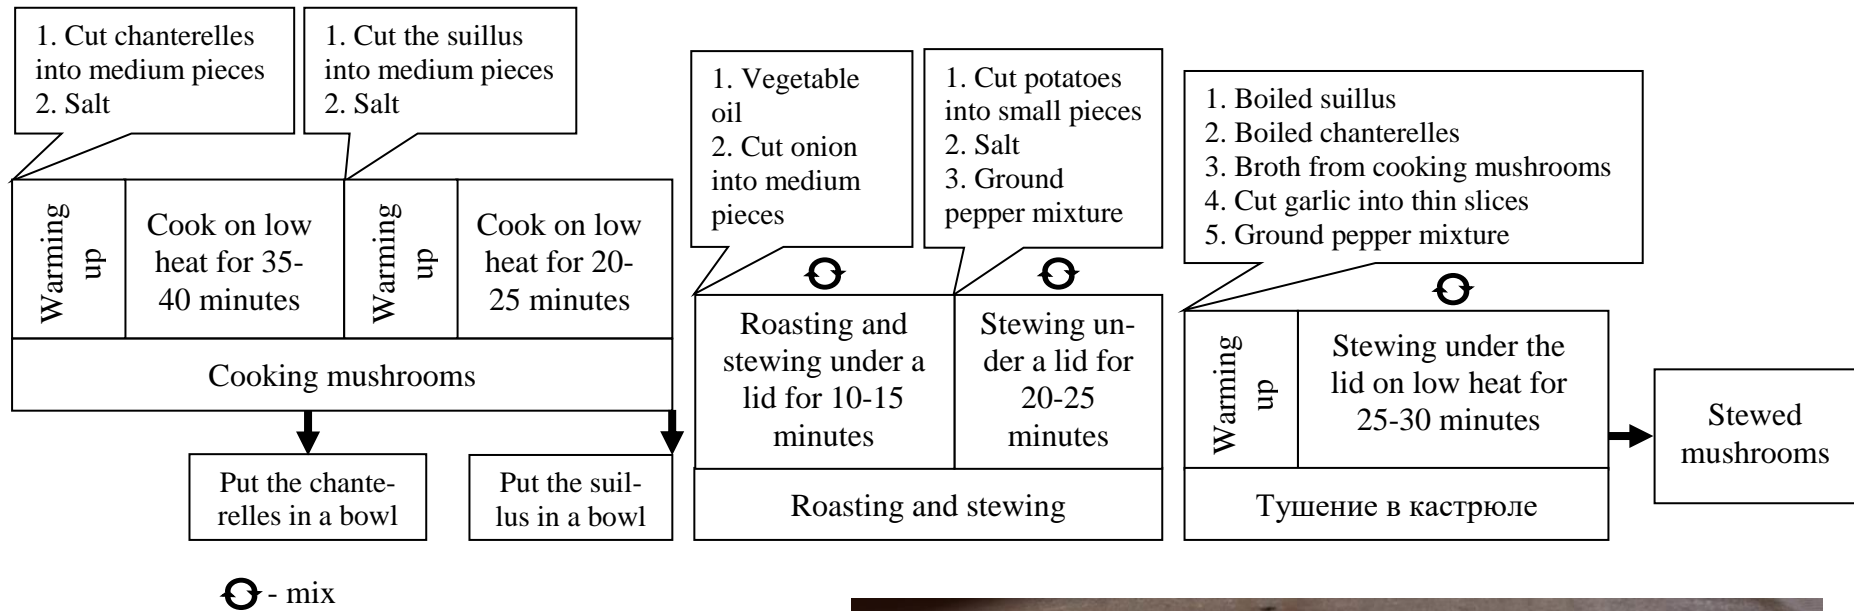 1. Cut chanterelles
into medium pieces
2. Salt
1. Cut the suillus
into medium pieces
2. Salt
1. Vegetable
oil
2. Cut onion
into medium
pieces
1. Cut potatoes
into small pieces
2. Salt
3. Ground
pepper mixture
1. Boiled suillus
2. Boiled chanterelles
3. Broth from cooking mushrooms
4. Cut garlic into thin slices
5. Ground pepper mixture
Warming
up
Cook on low
heat for 35-
40 minutes
Warming
up
Cook on low
heat for 20-
25 minutes
Cooking mushrooms
Put the chante-
relles in a bowl
Put the suil-
lus in a bowl
Roasting and
stewing under a
lid for 10-15
minutes
Stewing un-
der a lid for
20-25
minutes
Roasting and stewing
Warming
up
Stewing under the
lid on low heat for
25-30 minutes
Тушение в кастрюле
Stewed
mushrooms
- mix